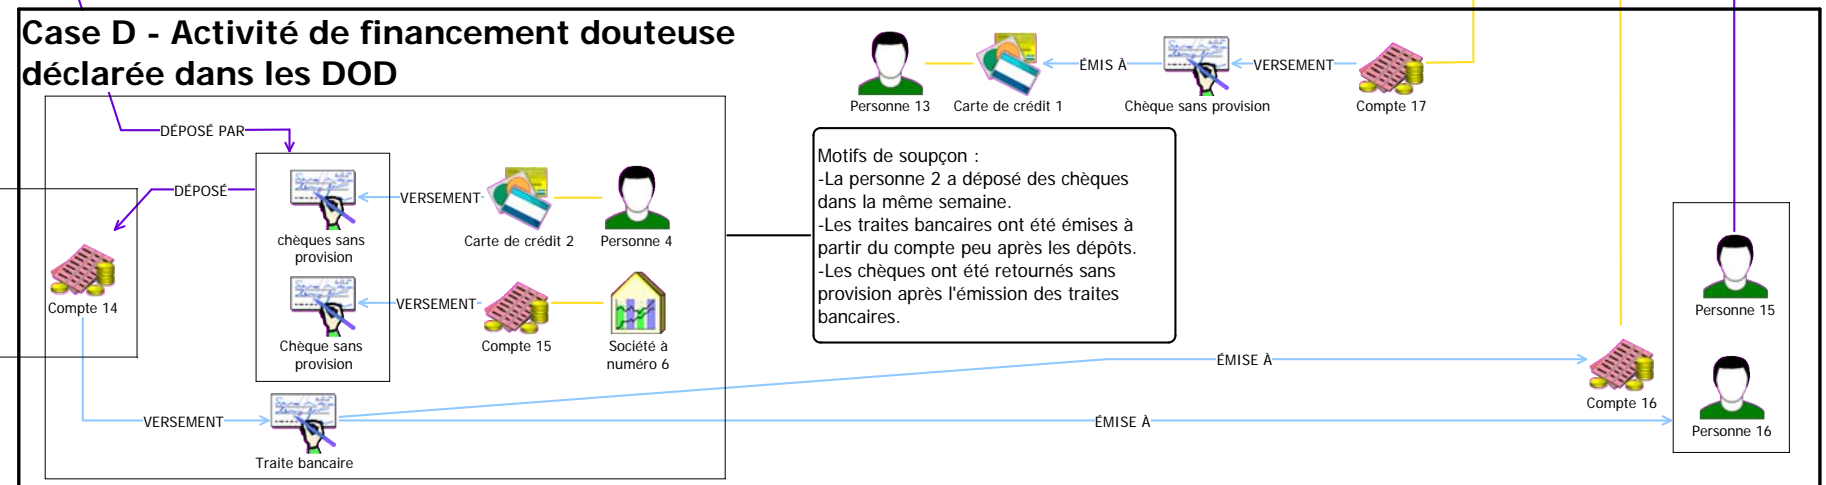 Case D - Activité de financement douteuse
déclarée dans les DOD
Personne 13
Carte de crédit 1
ÉMIS À
Chèque sans provision
VERSEMENT
Compte 17
DÉPOSÉ PAR
DÉPOSÉ
chèques sans
provision
VERSEMENT
Carte de crédit 2
Personne 4
Compte 14
Chèque sans
provision
VERSEMENT
Compte 15
Société à
numéro 6
VERSEMENT
Traite bancaire
Motifs de soupçon :
-La personne 2 a déposé des chèques
dans la même semaine.
-Les traites bancaires ont été émises à
partir du compte peu après les dépôts.
-Les chèques ont été retournés sans
provision après l'émission des traites
bancaires.
ÉMISE À
Compte 16
ÉMISE À
Personne 15
Personne 16